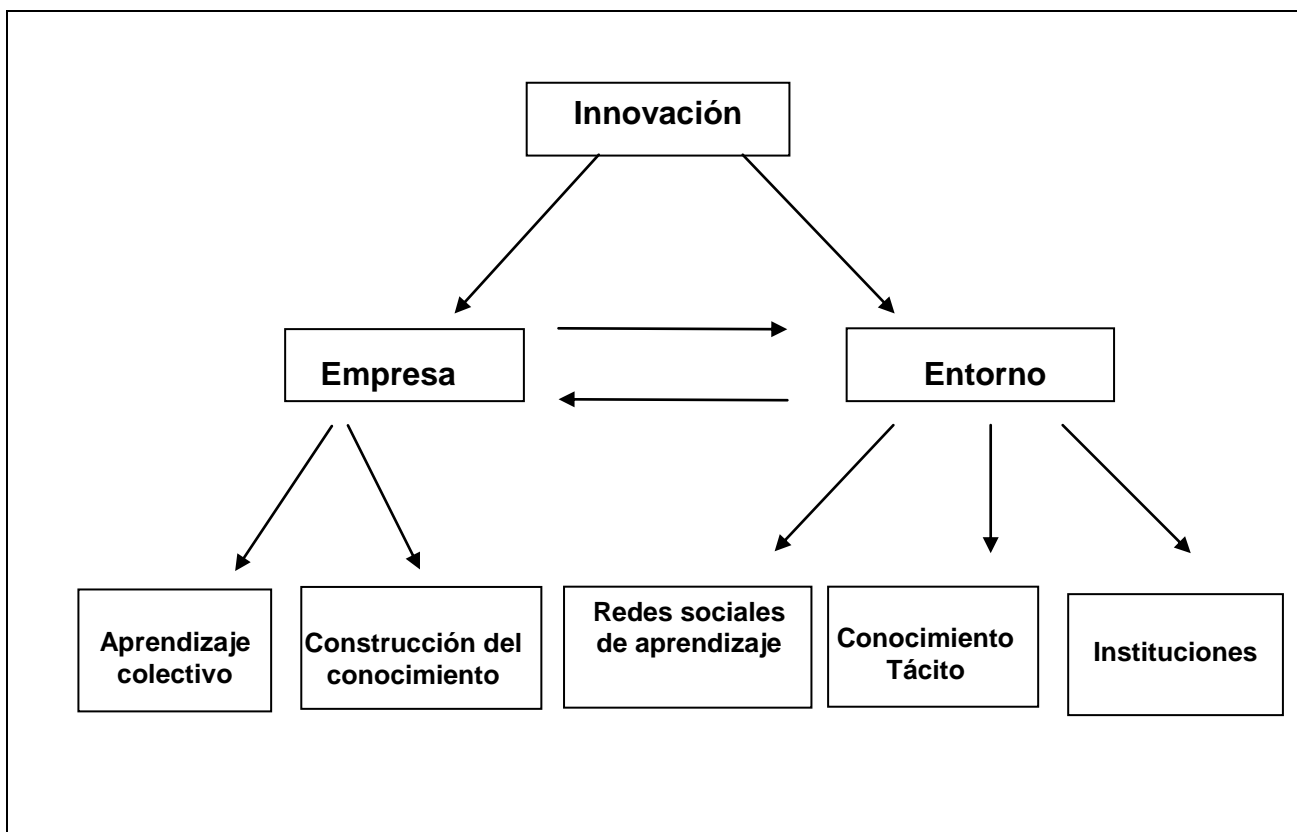 Innovación
Empresa
Entorno
Aprendizaje
colectivo
Construcción del
conocimiento
Redes sociales
de aprendizaje
Conocimiento
Tácito
Instituciones